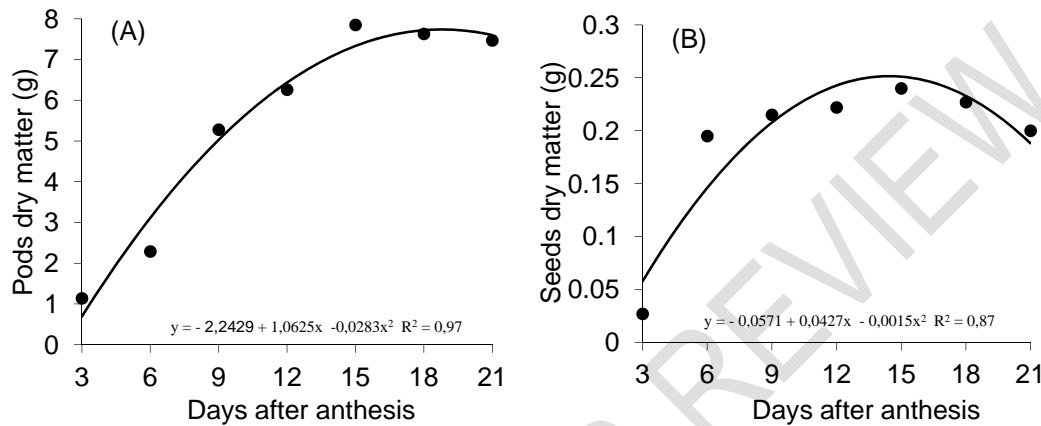 (A)
Pods dry matter (g)
8
7
6
5
4
3
2
1
0
y = - 2,2429 + 1,0625x -0,0283x² R² = 0,97
3 6 9 12 15 18 21
Days after anthesis
(B)
Seeds dry matter (g)
0.3
0.25
0.2
0.15
0.1
0.05
0
y = - 0,0571 + 0,0427x - 0,0015x² R² = 0,87
3 6 9 12 15 18 21
Days after anthesis
REVIEW